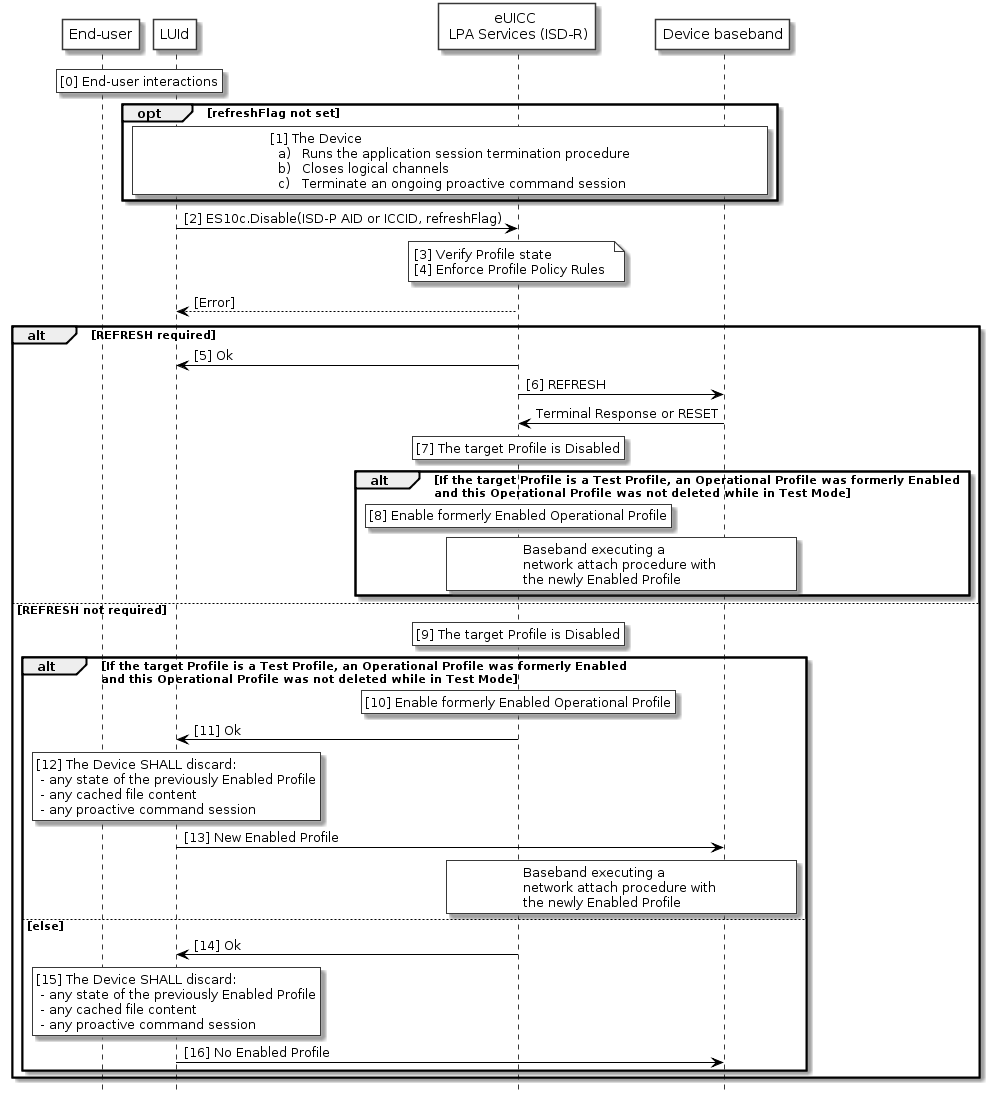 End-user
LUId
eUICC
LPA Services (ISD-R)
Device baseband
[0] End-user interactions
opt
[refreshFlag not set]
[1] The Device
a) Runs the application session termination procedure
b) Closes logical channels
c) Terminate an ongoing proactive command session
[2] ES10c.Disable(ISD-P AID or ICCID, refreshFlag)
[3] Verify Profile state
[4] Enforce Profile Policy Rules
[Error]
alt
[REFRESH required]
[5] Ok
[6] REFRESH
Terminal Response or RESET
[7] The target Profile is Disabled
alt
[If the target Profile is a Test Profile, an Operational Profile was formerly Enabled
and this Operational Profile was not deleted while in Test Mode]
[8] Enable formerly Enabled Operational Profile
Baseband executing a
network attach procedure with
the newly Enabled Profile
[REFRESH not required]
[9] The target Profile is Disabled
alt
[If the target Profile is a Test Profile, an Operational Profile was formerly Enabled
and this Operational Profile was not deleted while in Test Mode]
[10] Enable formerly Enabled Operational Profile
[11] Ok
[12] The Device SHALL discard:
- any state of the previously Enabled Profile
- any cached file content
- any proactive command session
[13] New Enabled Profile
Baseband executing a
network attach procedure with
the newly Enabled Profile
[else]
[14] Ok
[15] The Device SHALL discard:
- any state of the previously Enabled Profile
- any cached file content
- any proactive command session
[16] No Enabled Profile